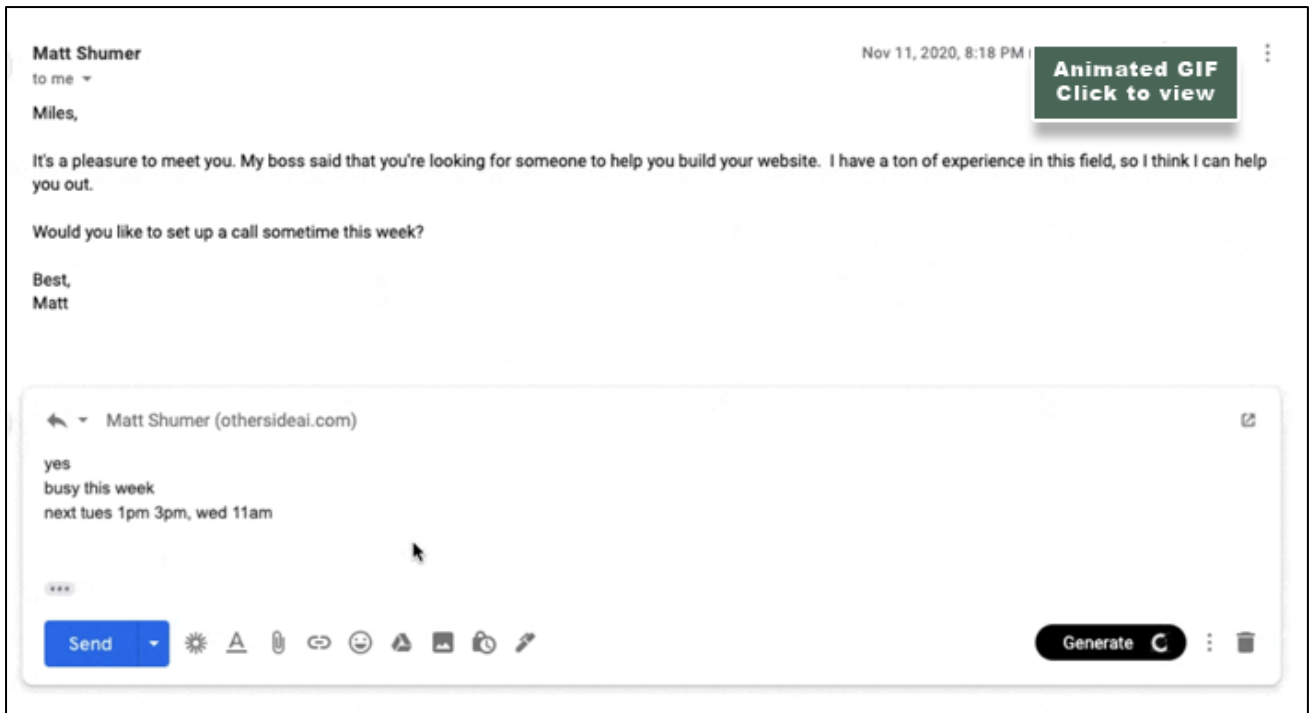 Matt Shumer
Nov 11, 2020, 8:18 PM
Animated GIF
Click to view
to me
Miles,
It's a pleasure to meet you. My boss said that you're looking for someone to help you build your website. I have a ton of experience in this field, so I think I can help
you out.
Would you like to set up a call sometime this week?
Best,
Matt
Matt Shumer (othersideai.com)
yes
busy this week
next tues 1pm 3pm, wed 11am
Send
Generate